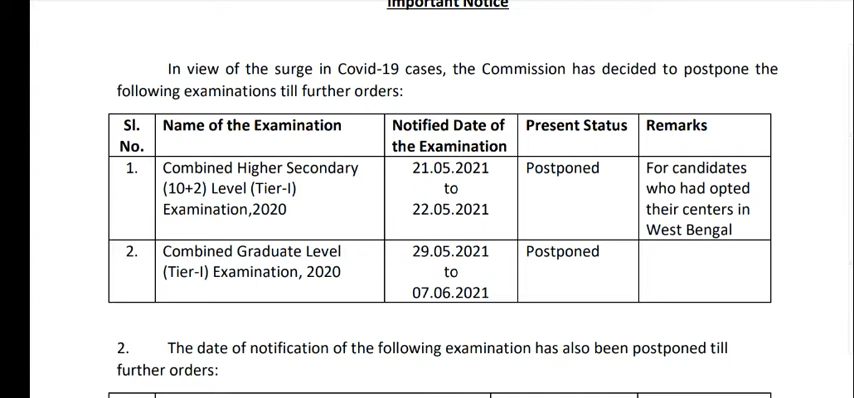 Important Notice
In view of the surge in Covid-19 cases, the Commission has decided to postpone the
following examinations till further orders:
Sl. No. Name of the Examination Notified Date of the Examination Present Status Remarks
1. Combined Higher Secondary (10+2) Level (Tier-I) Examination,2020 21.05.2021 to 22.05.2021 Postponed For candidates who had opted their centers in West Bengal
2. Combined Graduate Level (Tier-I) Examination, 2020 29.05.2021 to 07.06.2021 Postponed
2. The date of notification of the following examination has also been postponed till
further orders: